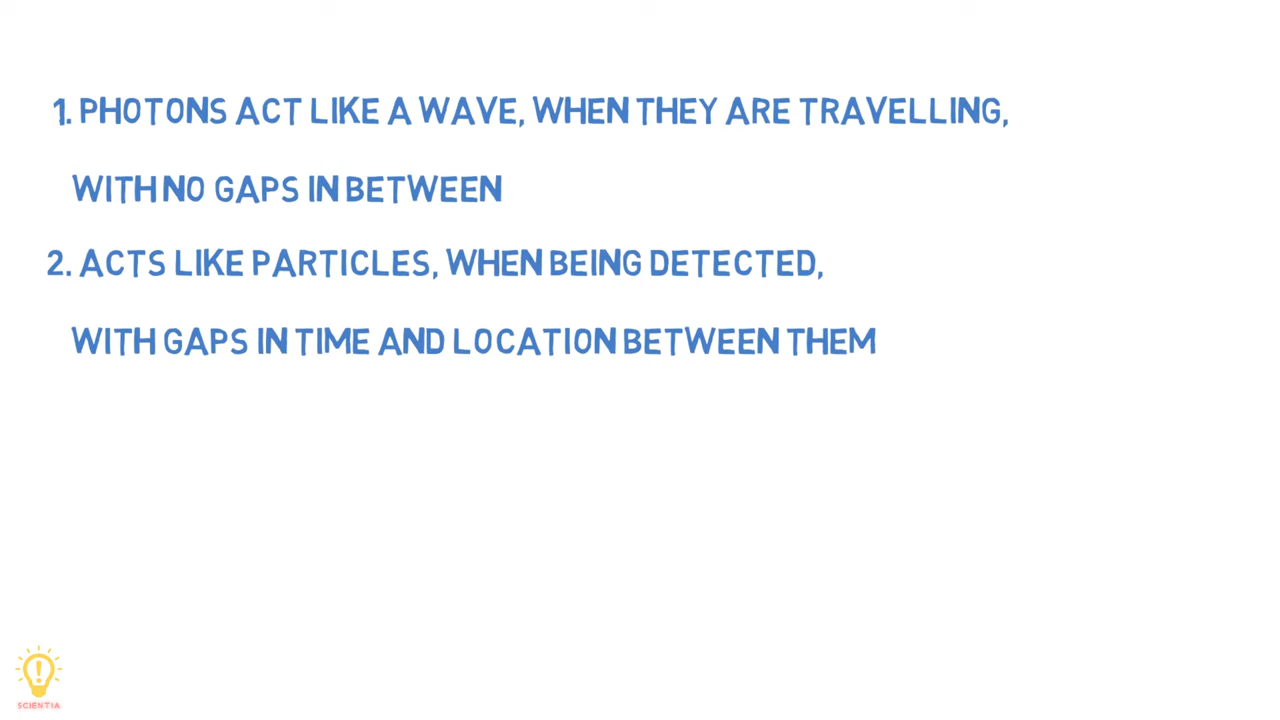 1. PHOTONS ACT LIKE A WAVE, WHEN THEY ARE TRAVELLING,
WITH NO GAPS IN BETWEEN
2. ACTS LIKE PARTICLES, WHEN BEING DETECTED,
WITH GAPS IN TIME AND LOCATION BETWEEN THEM
SCIENTIA